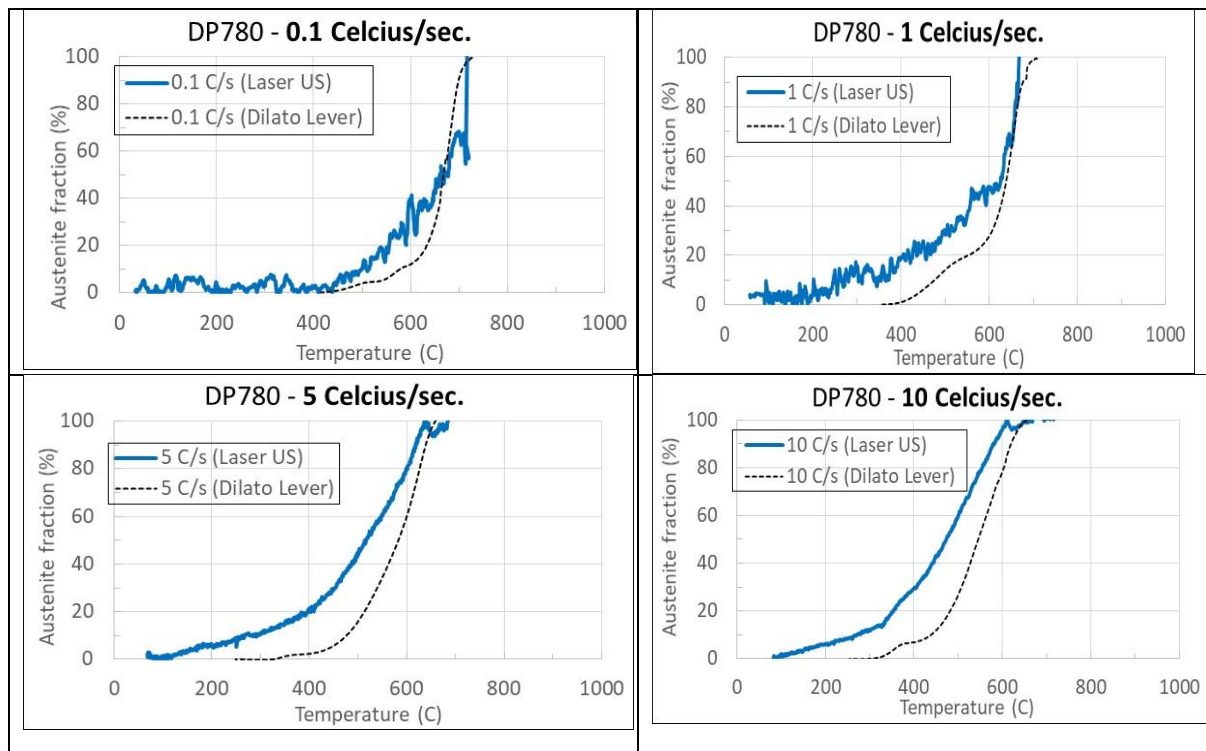 DP780 - 0.1 Celcius/sec.
Austenite fraction (%)
100
80
60
40
20
0
0.1 C/s (Laser US)
0.1 C/s (Dilato Lever)
0 200 400 600 800 1000
Temperature (C)
DP780 - 1 Celcius/sec.
Austenite fraction (%)
100
80
60
40
20
0
1 C/s (Laser US)
1 C/s (Dilato Lever)
0 200 400 600 800 1000
Temperature (C)
DP780 - 5 Celcius/sec.
Austenite fraction (%)
100
80
60
40
20
0
5 C/s (Laser US)
5 C/s (Dilato Lever)
0 200 400 600 800 1000
Temperature (C)
DP780 - 10 Celcius/sec.
Austenite fraction (%)
100
80
60
40
20
0
10 C/s (Laser US)
10 C/s (Dilato Lever)
0 200 400 600 800 1000
Temperature (C)